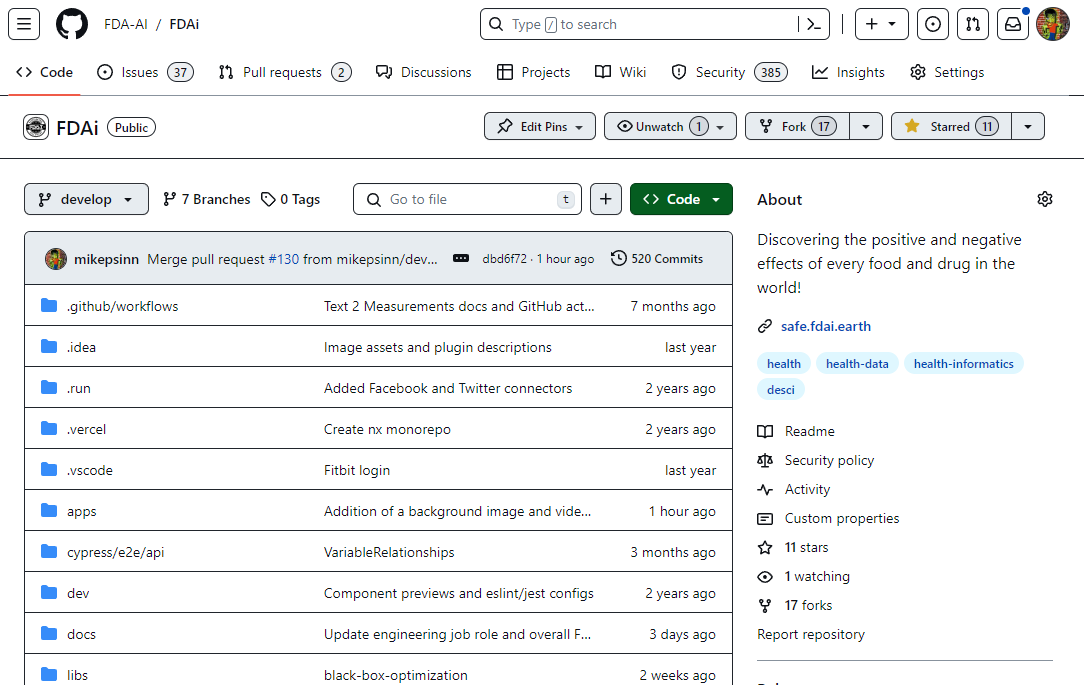 FDA-AI / FDAi
Type / to search
Code Issues 37 Pull requests 2 Discussions Projects Wiki Security 385 Insights Settings
FDAi Public Edit Pins Unwatch 1 Fork 17 Starred 11
develop 7 Branches 0 Tags Go to file t Code
mikepsinn Merge pull request #130 from mikepsinn/dev... dbd6f72 · 1 hour ago 520 Commits
.github/workflows Text 2 Measurements docs and GitHub act... 7 months ago
.idea Image assets and plugin descriptions last year
.run Added Facebook and Twitter connectors 2 years ago
.vercel Create nx monorepo 2 years ago
.vscode Fitbit login last year
apps Addition of a background image and vide... 1 hour ago
cypress/e2e/api VariableRelationships 3 months ago
dev Component previews and eslint/jest configs 2 years ago
docs Update engineering job role and overall F... 3 days ago
libs black-box-optimization 2 weeks ago
About
Discovering the positive and negative
effects of every food and drug in the
world!
safe.fdai.earth
health health-data health-informatics
desci
Readme
Security policy
Activity
Custom properties
11 stars
1 watching
17 forks
Report repository